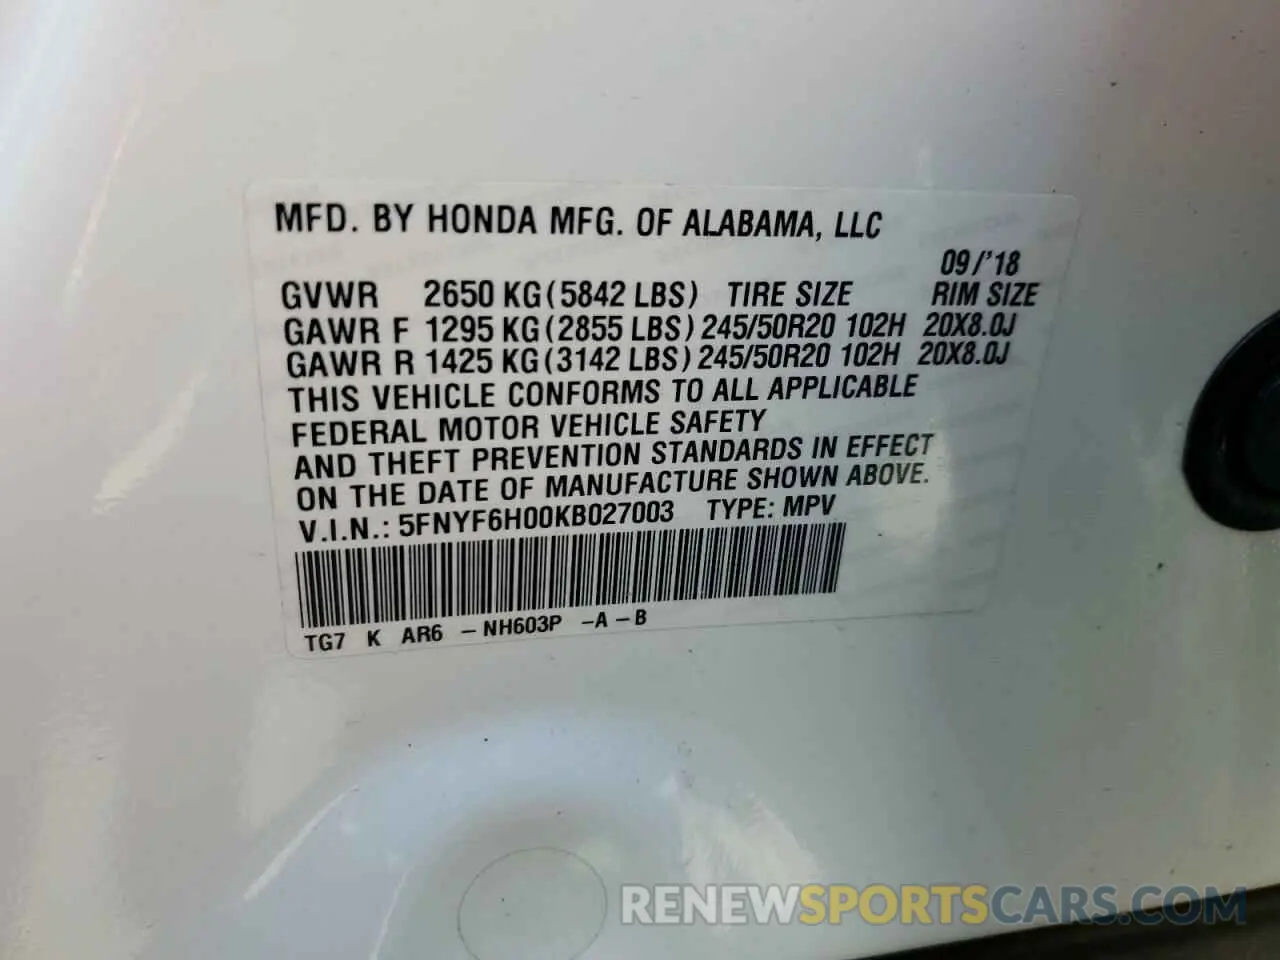 MFD. BY HONDA MFG. OF ALABAMA, LLC
09/'18
GVWR 2650 KG (5842 LBS) TIRE SIZE RIM SIZE
GAWR F 1295 KG (2855 LBS) 245/50R20 102H 20X8.0J
GAWR R 1425 KG (3142 LBS) 245/50R20 102H 20X8.0J
THIS VEHICLE CONFORMS TO ALL APPLICABLE
FEDERAL MOTOR VEHICLE SAFETY
AND THEFT PREVENTION STANDARDS IN EFFECT
ON THE DATE OF MANUFACTURE SHOWN ABOVE.
V.I.N.: 5FNYF6H00KB027003 TYPE: MPV
TG7 K AR6 - NH603P -A - B
RENEWSPORTSCARS.COM